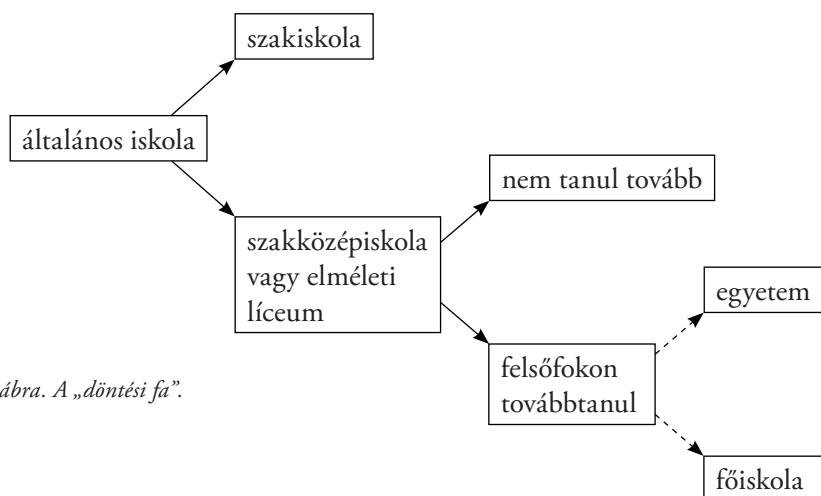 szakiskola
általános iskola
nem tanul tovább
szakközépiskola
vagy elméleti
líceum
egyetem
felsőfokon
továbbtanul
ábra. A „döntési fa”.
főiskola